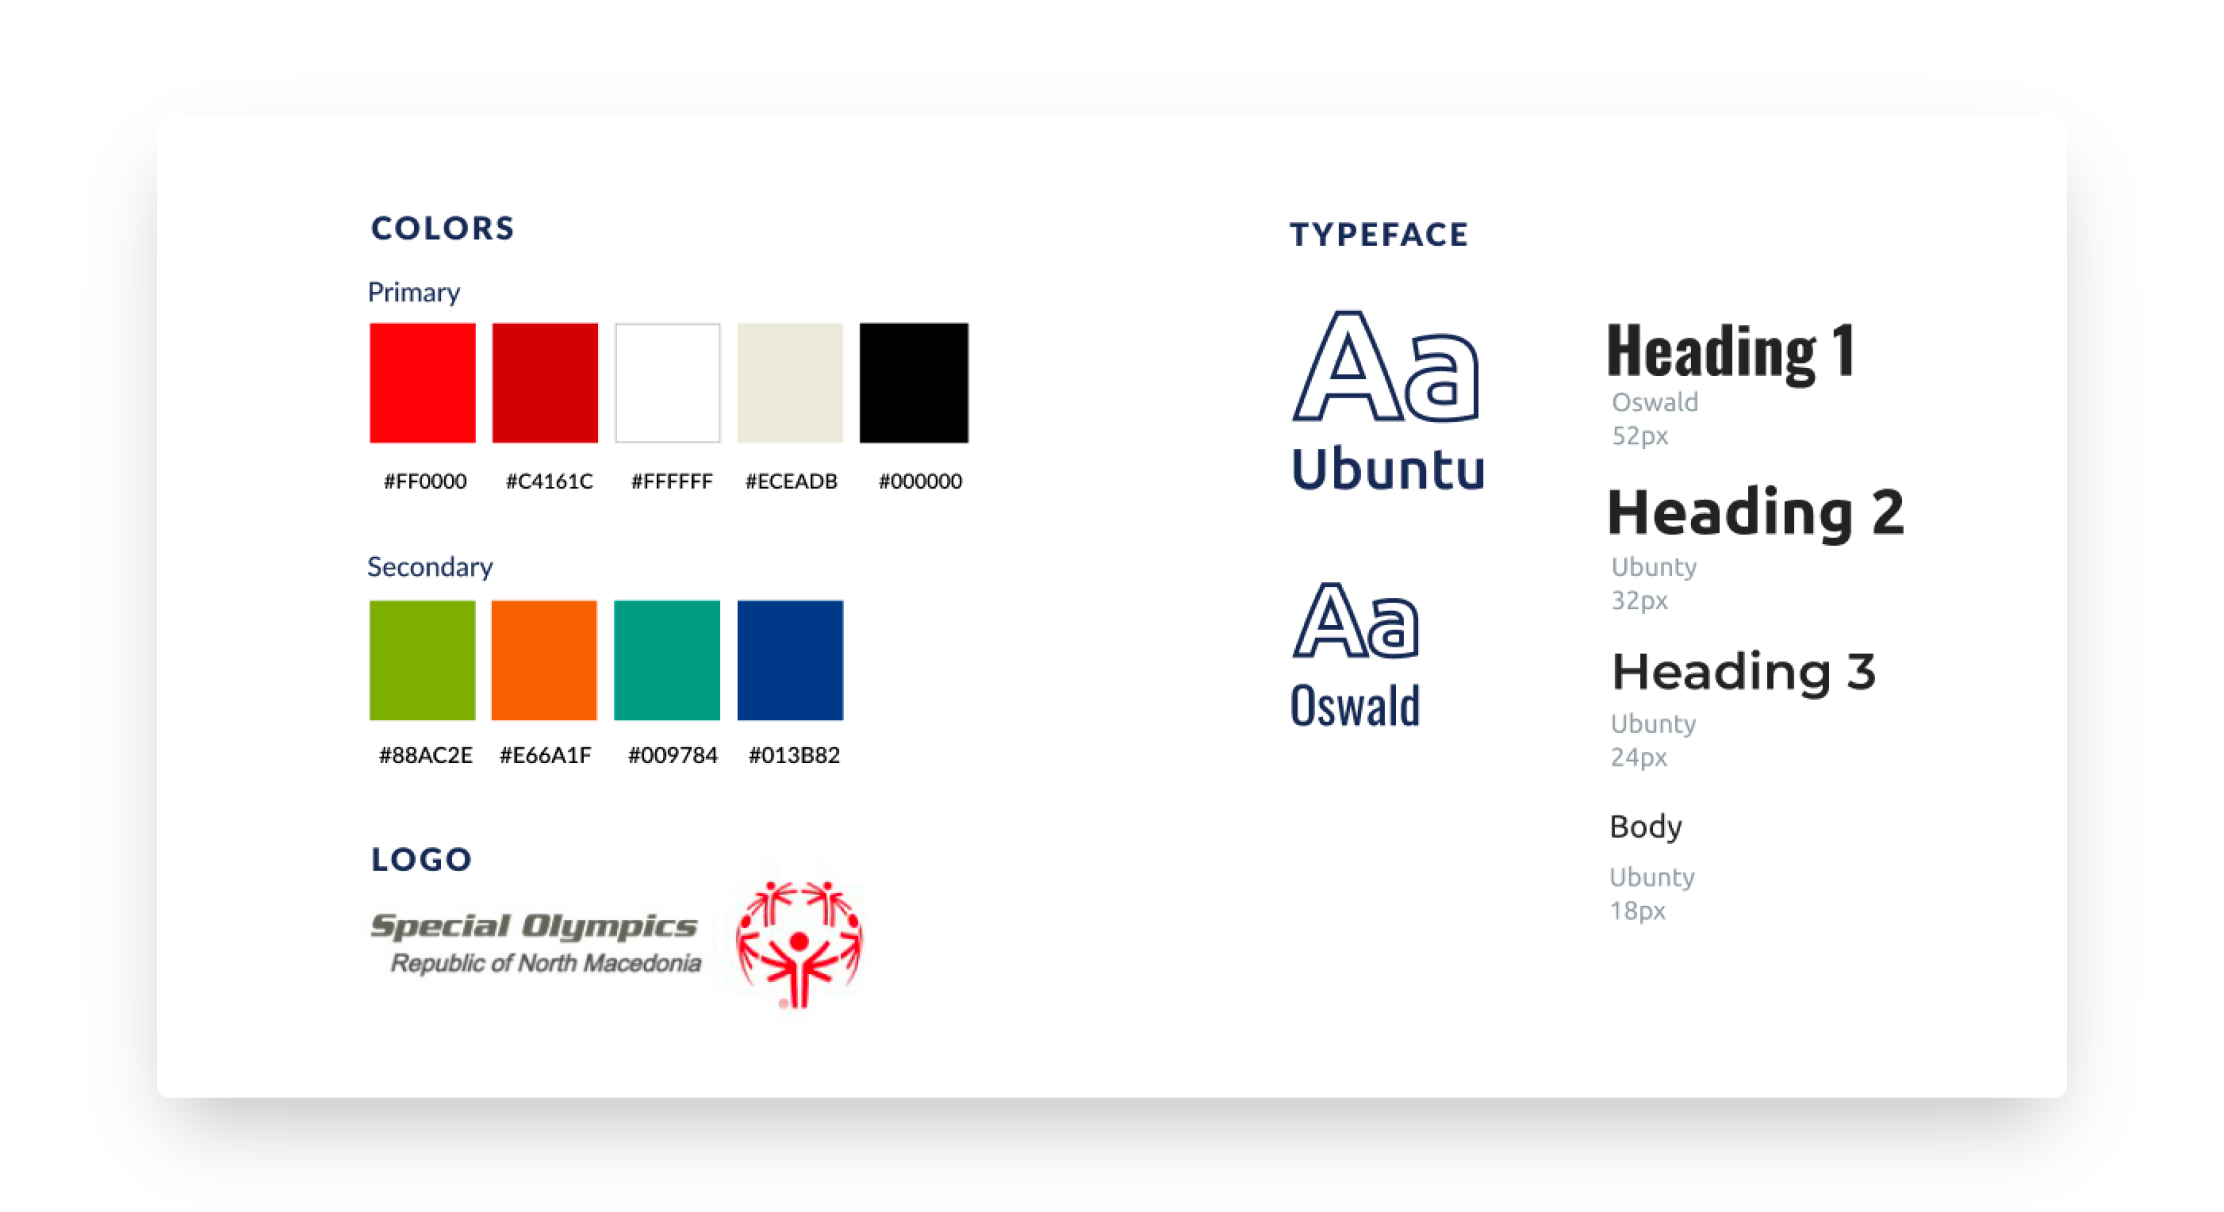 COLORS
Primary
#FF0000 #C4161C #FFFFFF #ECEADB #000000
Secondary
#88AC2E #E66A1F #009784 #013B82
LOGO
Special Olympics
Republic of North Macedonia
®
TYPEFACE
Aa
Ubuntu
Aa
Oswald
Heading 1
Oswald
52px
Heading 2
Ubunty
32px
Heading 3
Ubunty
24px
Body
Ubunty
18px